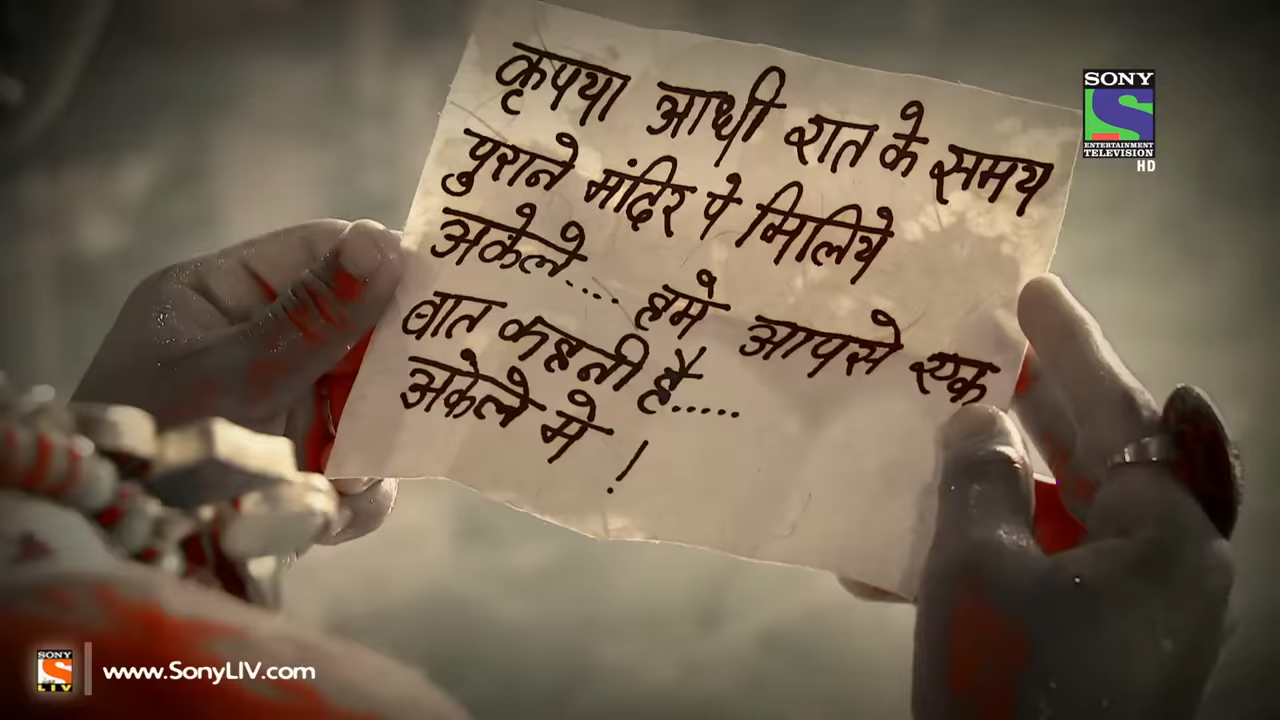 कृपया आधी रात के समय
पुराने मंदिर पे मिलिये
अकेले.... हमे आपसे एक
बात कहनी है.....
अकेले मे !
SONY
ENTERTAINMENT
TELEVISION
HD
SONY
LIV
www.SonyLIV.com